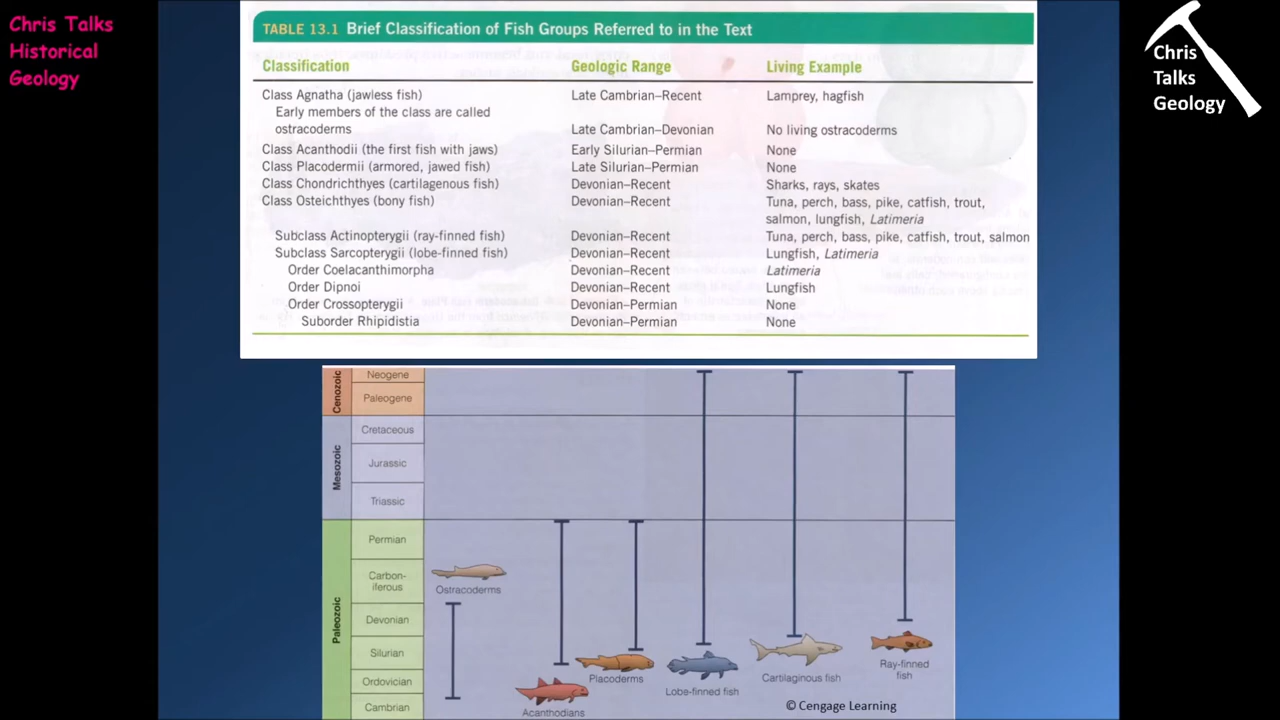 Chris Talks
Historical
Geology
TABLE 13.1 Brief Classification of Fish Groups Referred to in the Text
Classification Geologic Range Living Example
Class Agnatha (jawless fish) Late Cambrian–Recent Lamprey, hagfish
Early members of the class are called
ostracoderms Late Cambrian–Devonian No living ostracoderms
Class Acanthodii (the first fish with jaws) Early Silurian–Permian None
Class Placodermii (armored, jawed fish) Late Silurian–Permian None
Class Chondrichthyes (cartilagenous fish) Devonian–Recent Sharks, rays, skates
Class Osteichthyes (bony fish) Devonian–Recent Tuna, perch, bass, pike, catfish, trout,
salmon, lungfish, Latimeria
Subclass Actinopterygii (ray-finned fish) Devonian–Recent Tuna, perch, bass, pike, catfish, trout, salmon
Subclass Sarcopterygii (lobe-finned fish) Devonian–Recent Lungfish, Latimeria
Order Coelacanthimorpha Devonian–Recent Latimeria
Order Dipnoi Devonian–Recent Lungfish
Order Crossopterygii Devonian–Permian None
Suborder Rhipidistia Devonian–Permian None
Chris
Talks
Geology
Cenozoic
Neogene
Paleogene
Mesozoic
Cretaceous
Jurassic
Triassic
Paleozoic
Permian
Carbon-
iferous
Devonian
Silurian
Ordovician
Cambrian
Ostracoderms
Acanthodians
Placoderms
Lobe-finned fish
Cartilaginous fish
Ray-finned
fish
© Cengage Learning